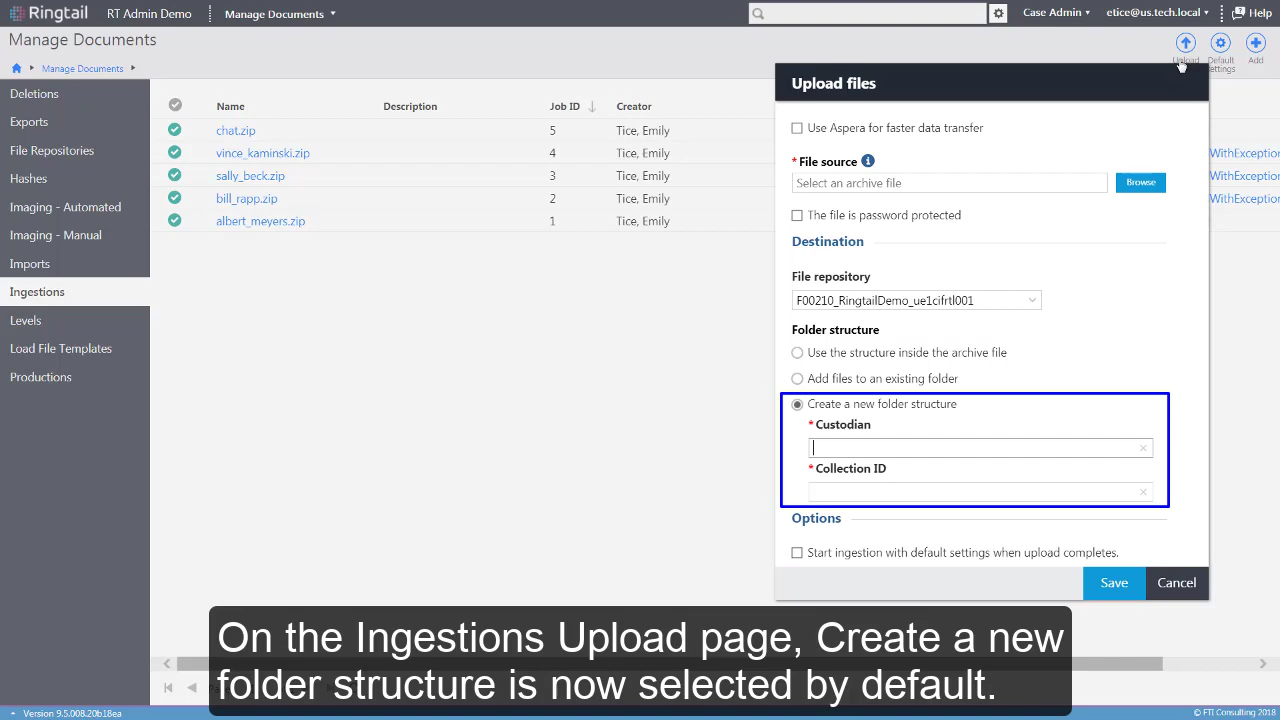 Ringtail RT Admin Demo Manage Documents Case Admin etice@us.tech.local Help
Manage Documents
Upload Default Settings Add
Manage Documents
Deletions
Exports
File Repositories
Hashes
Imaging - Automated
Imaging - Manual
Imports
Ingestions
Levels
Load File Templates
Productions
Name Description Job ID Creator
chat.zip 5 Tice, Emily
vince_kaminski.zip 4 Tice, Emily WithException
sally_beck.zip 3 Tice, Emily WithException
bill_rapp.zip 2 Tice, Emily WithException
albert_meyers.zip 1 Tice, Emily
Upload files
Use Aspera for faster data transfer
* File source
Select an archive file Browse
The file is password protected
Destination
File repository
F00210_RingtailDemo_ue1cifrtl001
Folder structure
Use the structure inside the archive file
Add files to an existing folder
Create a new folder structure
* Custodian
* Collection ID
Options
Start ingestion with default settings when upload completes.
Save Cancel
On the Ingestions Upload page, Create a new
folder structure is now selected by default.
Version 9.5.008.20b18ea © FTI Consulting 2018